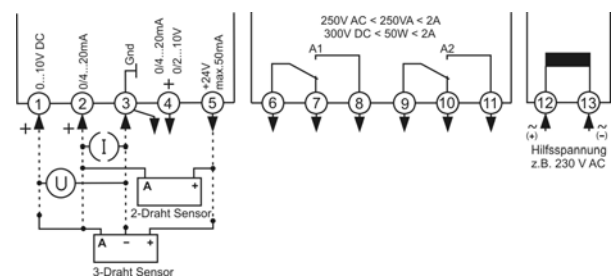 0...10V DC
0/4...20mA
Gnd
0/4...20mA
0/2...10V
+24V
max.50mA
250V AC < 250VA < 2A
300V DC < 50W < 2A
A1
A2
1
2
3
4
5
6
7
8
9
10
11
12
13
+
+
+
~
(+)
~
(−)
Hilfsspannung
z.B. 230 V AC
I
U
A +
2-Draht Sensor
A − +
3-Draht Sensor